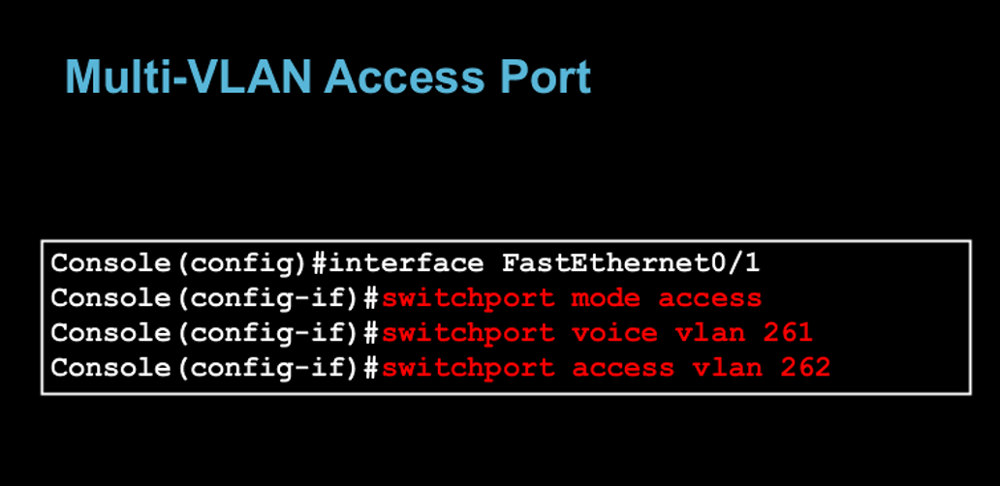 Multi-VLAN Access Port
Console(config)#interface FastEthernet0/1
Console(config-if)#switchport mode access
Console(config-if)#switchport voice vlan 261
Console(config-if)#switchport access vlan 262